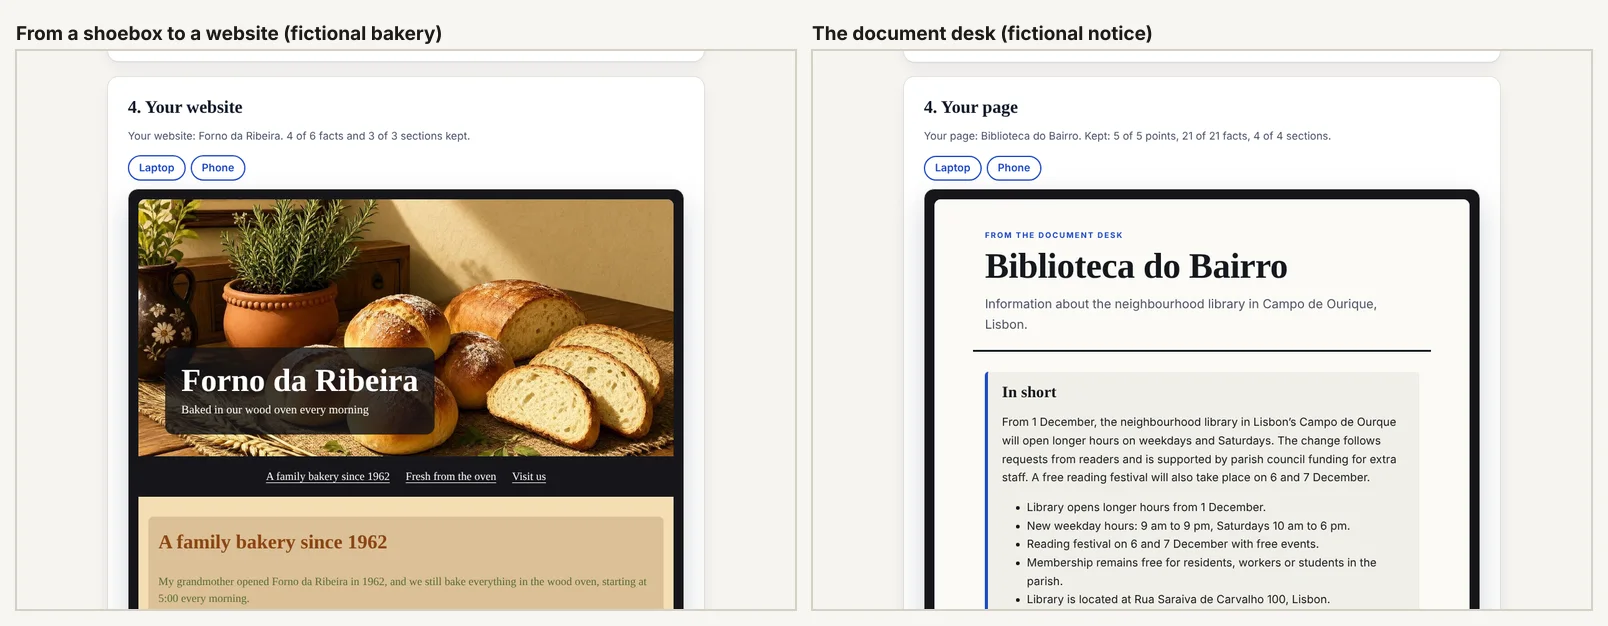 From a shoebox to a website (fictional bakery)
4. Your website
Your website: Forno da Ribeira. 4 of 6 facts and 3 of 3 sections kept.
Laptop Phone
Forno da Ribeira
Baked in our wood oven every morning
A family bakery since 1962 Fresh from the oven Visit us
A family bakery since 1962
My grandmother opened Forno da Ribeira in 1962, and we still bake everything in the wood oven, starting at
5:00 every morning.
The document desk (fictional notice)
4. Your page
Your page: Biblioteca do Bairro. Kept: 5 of 5 points, 21 of 21 facts, 4 of 4 sections.
Laptop Phone
FROM THE DOCUMENT DESK
Biblioteca do Bairro
Information about the neighbourhood library in Campo de Ourique,
Lisbon.
In short
From 1 December, the neighbourhood library in Lisbon’s Campo de Ourque
will open longer hours on weekdays and Saturdays. The change follows
requests from readers and is supported by parish council funding for extra
staff. A free reading festival will also take place on 6 and 7 December.
• Library opens longer hours from 1 December.
• New weekday hours: 9 am to 9 pm, Saturdays 10 am to 6 pm.
• Reading festival on 6 and 7 December with free events.
• Membership remains free for residents, workers or students in the
parish.
• Library is located at Rua Saraiva de Carvalho 100, Lisbon.